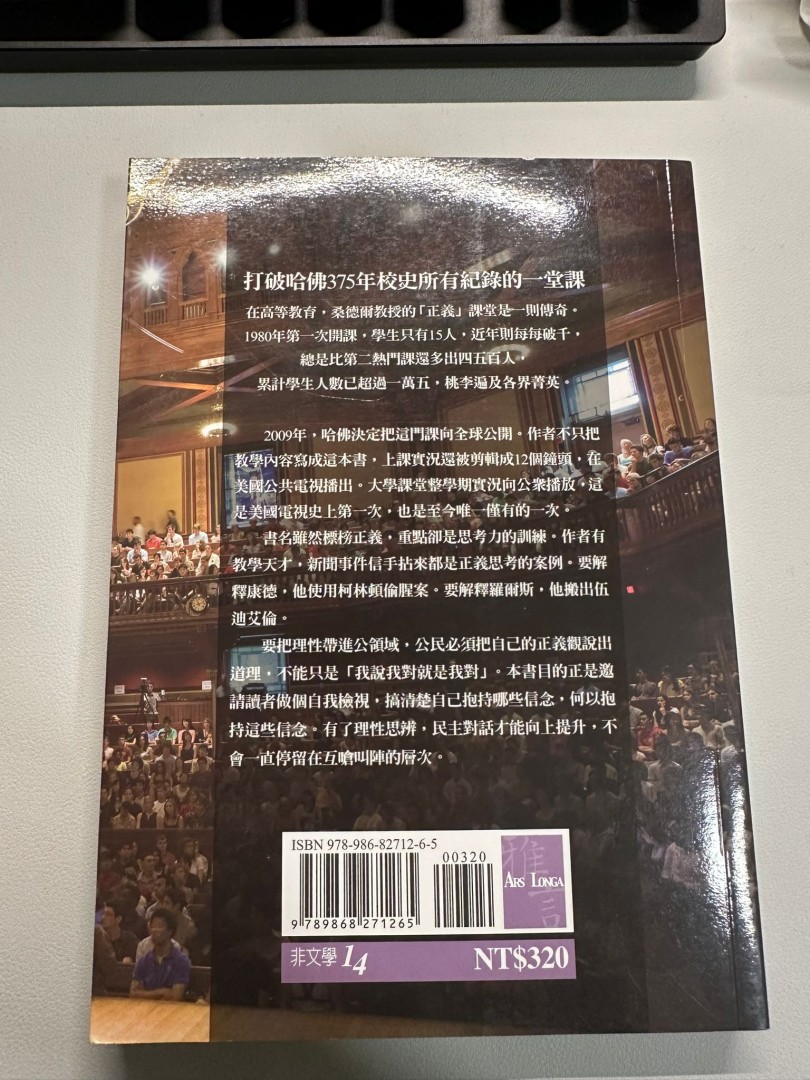 打破哈佛375年校史所有紀錄的一堂課
在高等教育，桑德爾教授的「正義」課堂是一則傳奇。
1980年第一次開課，學生只有15人，近年則每每破千，
總是比第二熱門課還多出四五百人，
累計學生人數已超過一萬五，桃李遍及各界菁英。
2009年，哈佛決定把這門課向全球公開。作者不只把
教學內容寫成這本書，上課實況還被剪輯成12個鐘頭，在
美國公共電視播出。大學課堂整學期實況向公眾播放，這
是美國電視史上第一次，也是至今唯一僅有的一次。
書名雖然標榜正義，重點卻是思考力的訓練。作者有
教學天才，新聞事件信手拈來都是正義思考的案例。要解
釋康德，他使用柯林頓偷腥案。要解釋羅爾斯，他搬出伍
迪艾倫。
要把理性帶進公領域，公民必須把自己的正義觀說出
道理，不能只是「我說我對就是我對」。本書目的正是邀
請讀者做個自我檢視，搞清楚自己抱持哪些信念，何以抱
持這些信念。有了理性思辨，民主對話才能向上提升，不
會一直停留在互嗆叫陣的層次。
ISBN 978-986-82712-6-5
00320
9 789868 271265
雅言
ARS LONGA
非文學 14
NT$320